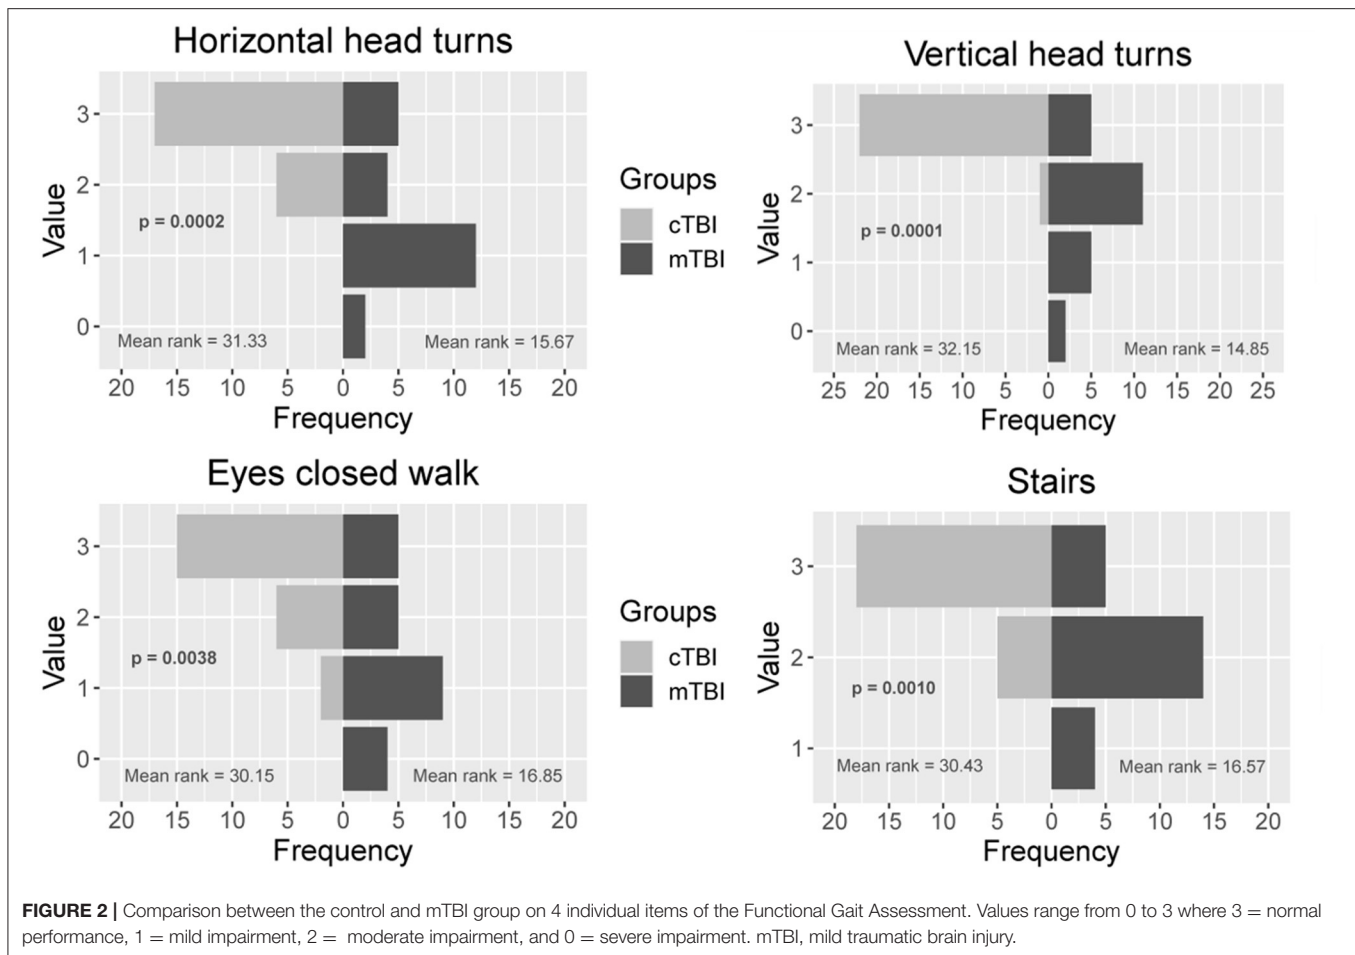 Horizontal head turns
3
2
1
0
Value
p = 0.0002
Mean rank = 31.33
Mean rank = 15.67
20 15 10 5 0 5 10 15 20
Frequency
Groups
cTBI
mTBI
Vertical head turns
3
2
1
0
Value
p = 0.0001
Mean rank = 32.15
Mean rank = 14.85
25 20 15 10 5 0 5 10 15 20 25
Frequency
Eyes closed walk
3
2
1
0
Value
p = 0.0038
Mean rank = 30.15
Mean rank = 16.85
20 15 10 5 0 5 10 15 20
Frequency
Groups
cTBI
mTBI
Stairs
3
2
1
Value
p = 0.0010
Mean rank = 30.43
Mean rank = 16.57
20 15 10 5 0 5 10 15 20
Frequency
FIGURE 2 | Comparison between the control and mTBI group on 4 individual items of the Functional Gait Assessment. Values range from 0 to 3 where 3 = normal
performance, 1 = mild impairment, 2 = moderate impairment, and 0 = severe impairment. mTBI, mild traumatic brain injury.